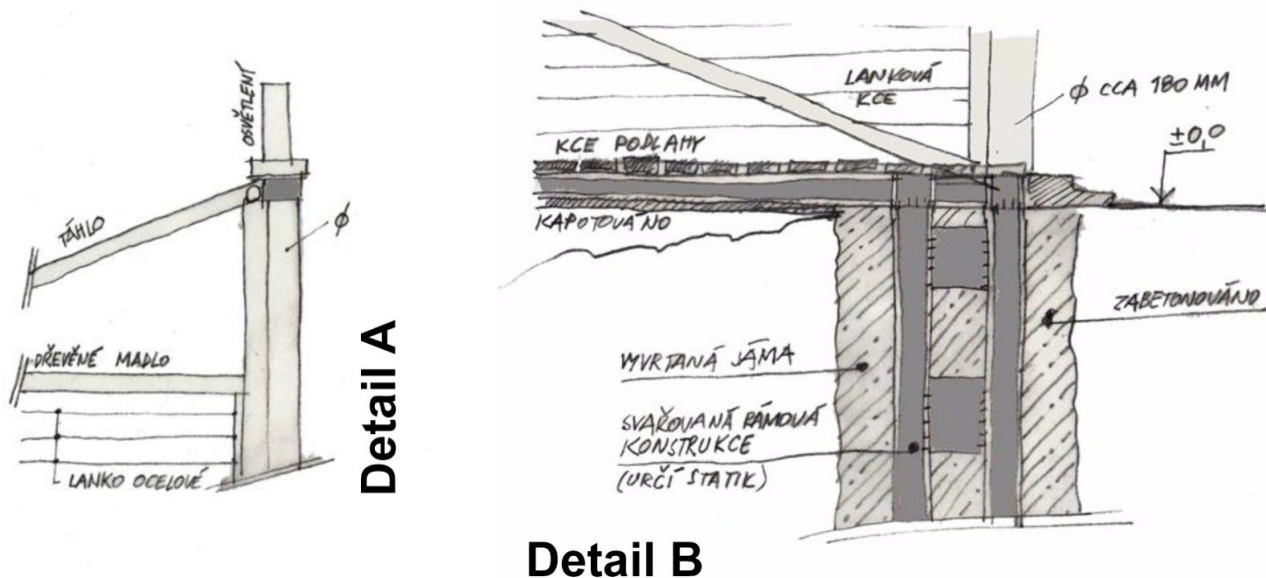 OSVĚTLENÍ
TÁHLO
φ
DŘEVĚNÉ MADLO
LANKO OCELOVÉ
Detail A
LANKOVÁ
KCE
φ CCA 180 MM
±0,0
KCE PODLAHY
KAPOTOVÁNO
ZABETONOVÁNO
VYVRTANÁ JÁMA
SVAŘOVANÁ RÁMOVÁ
KONSTRUKCE
(URČÍ STATIK)
Detail B